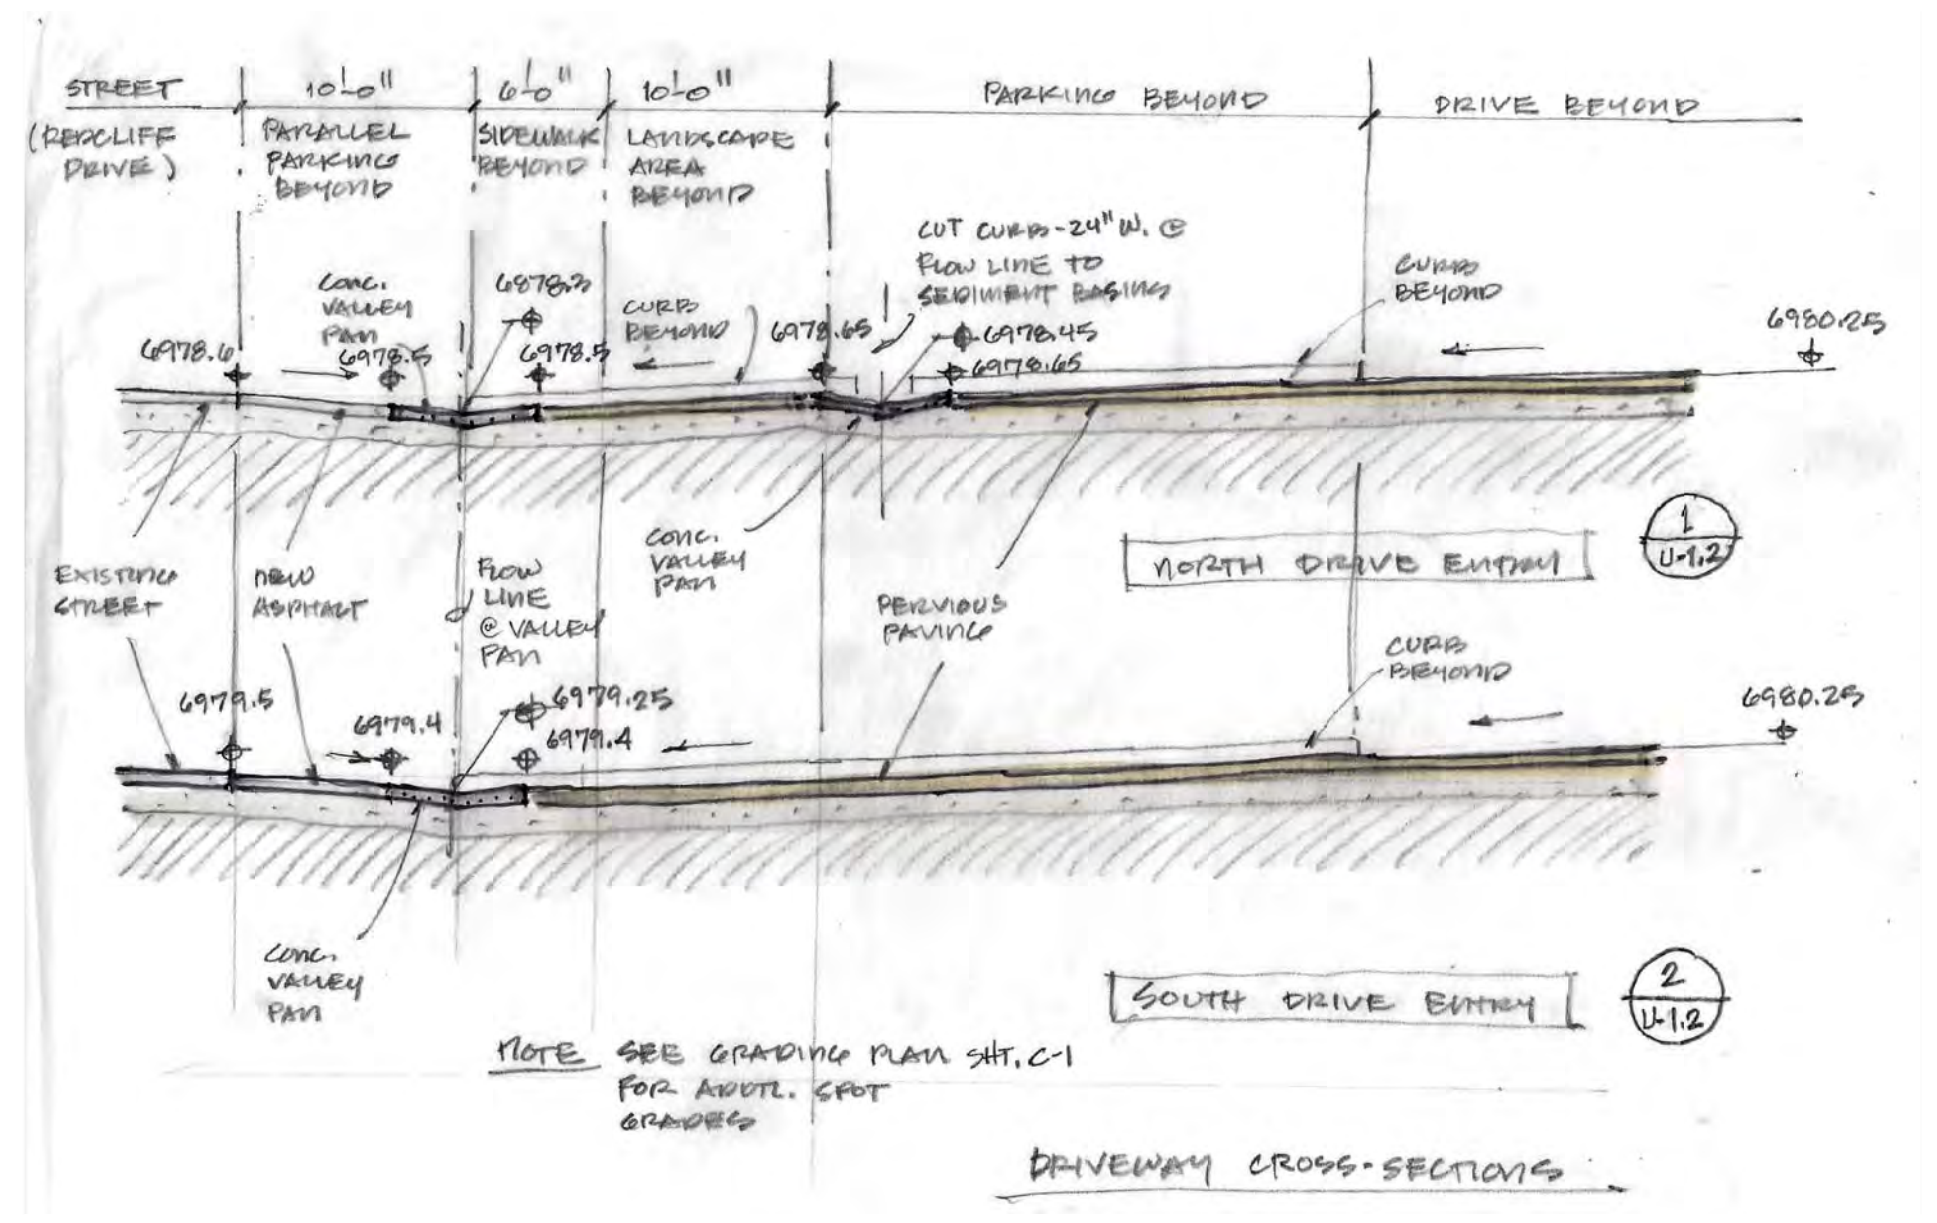 STREET
10'-0"
6'-0"
10'-0"
PARKING BEYOND
DRIVE BEYOND
(REDCLIFF
DRIVE)
PARALLEL
PARKING
BEYOND
SIDEWALK
BEYOND
LANDSCAPE
AREA
BEYOND
CUT CURB-24" W. @
FLOW LINE TO
SEDIMENT BASINS
CONC.
VALLEY
PAN
6878.3
CURB
BEYOND
CURB
BEYOND
6978.6
6978.5
6978.5
6978.65
6978.45
6978.65
6980.25
EXISTING
STREET
NEW
ASPHALT
FLOW
LINE
@ VALLEY
PAN
CONC.
VALLEY
PAN
PERVIOUS
PAVING
NORTH DRIVE ENTRY
1
U-1.2
CURB
BEYOND
6979.5
6979.4
6979.25
6979.4
6980.25
CONC.
VALLEY
PAN
SOUTH DRIVE ENTRY
2
U-1.2
NOTE SEE GRADING PLAN SHT. C-1
FOR ADDTL. SPOT
GRADES
DRIVEWAY CROSS-SECTIONS